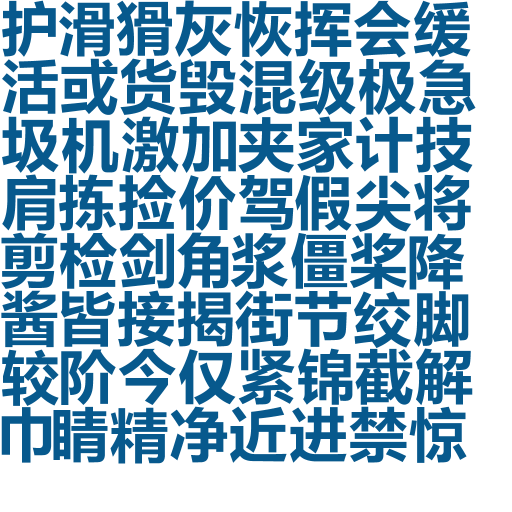 护滑猾灰恢挥会缓
活或货毁混级极急
圾机激加夹家计技
肩拣捡价驾假尖将
剪检剑角浆僵桨降
酱皆接揭街节绞脚
较阶今仅紧锦截解
巾睛精净近进禁惊